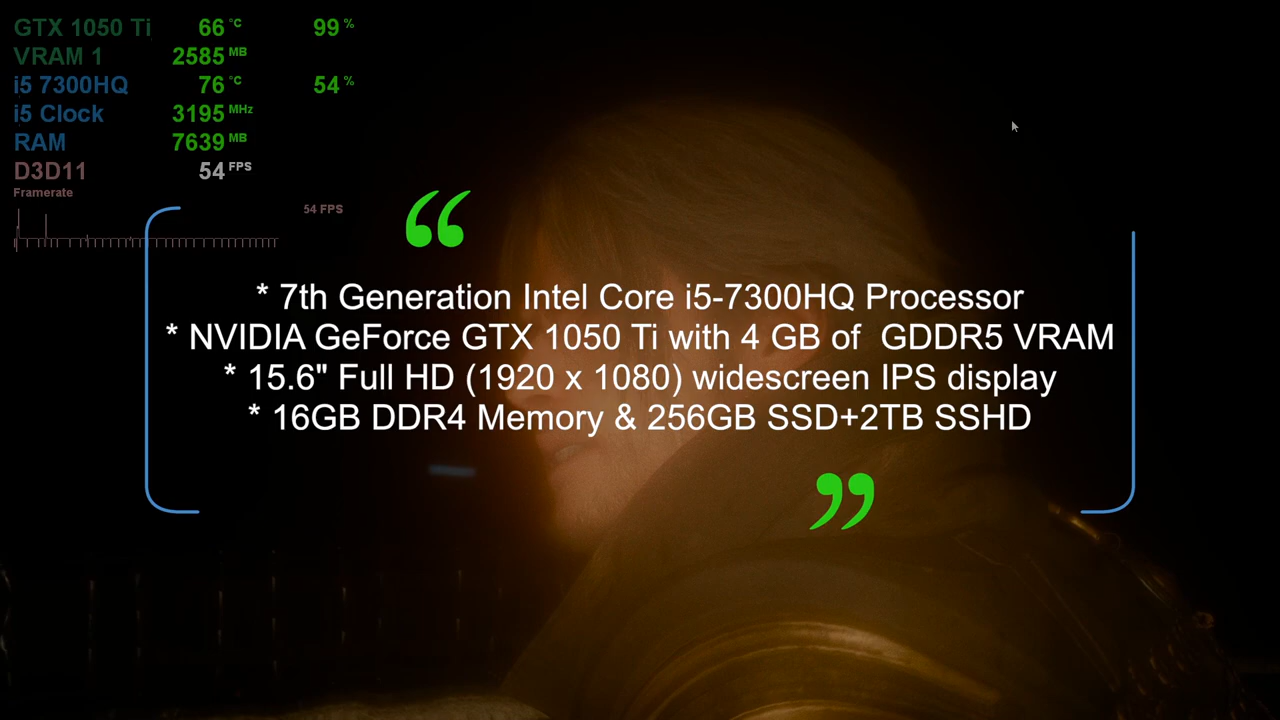 GTX 1050 Ti 66 °C 99 %
VRAM 1 2585 MB
i5 7300HQ 76 °C 54 %
i5 Clock 3195 MHz
RAM 7639 MB
D3D11 54 FPS
Framerate
54 FPS
“
* 7th Generation Intel Core i5-7300HQ Processor
* NVIDIA GeForce GTX 1050 Ti with 4 GB of  GDDR5 VRAM
* 15.6" Full HD (1920 x 1080) widescreen IPS display
* 16GB DDR4 Memory & 256GB SSD+2TB SSHD
”